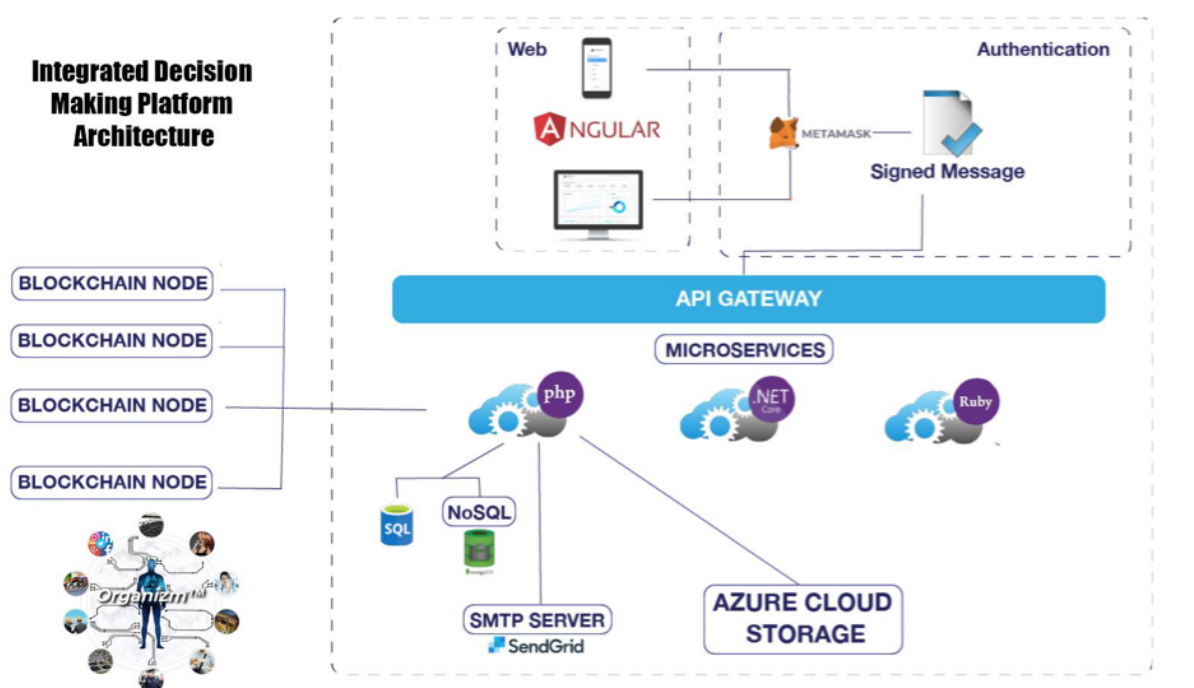 Integrated Decision
Making Platform
Architecture
Web
Authentication
ANGULAR
METAMASK
Signed Message
API GATEWAY
MICROSERVICES
BLOCKCHAIN NODE
BLOCKCHAIN NODE
BLOCKCHAIN NODE
BLOCKCHAIN NODE
php
.NET
Core
Ruby
SQL
NoSQL
SMTP SERVER
SendGrid
AZURE CLOUD
STORAGE
Organizm™